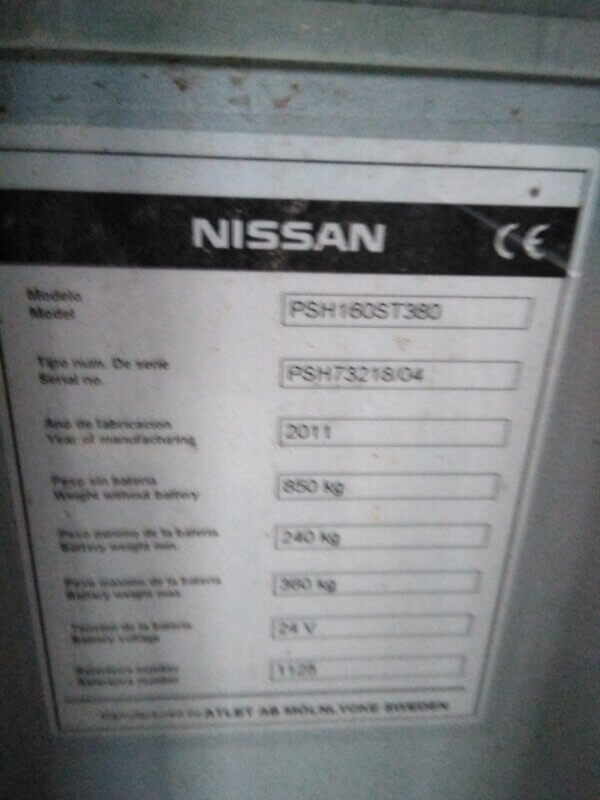 NISSAN CE
Modelo
Model
PSH160ST380
Tipo num. De serie
Serial no.
PSH73218/04
Ano de fabricacion
Year of manufacturing
2011
Peso sin bateria
Weight without battery
850 kg
Peso minimo de la bateria
Battery weight min.
240 kg
Peso maximo de la bateria
Battery weight max.
360 kg
Tension de la bateria
Battery voltage
24 V
1125
Manufactured by ATLET AB MÖLNLYCKE SWEDEN